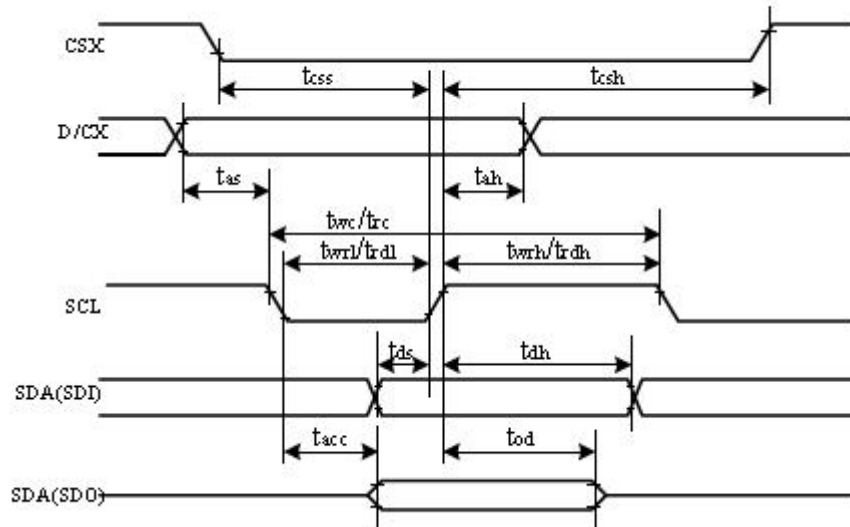 CSX
tcss
tcsh
D/CX
tas
tah
twc/trc
twrl/trdl
twrh/trdh
SCL
tds
tdh
SDA(SDI)
tacc
tod
SDA(SDO)